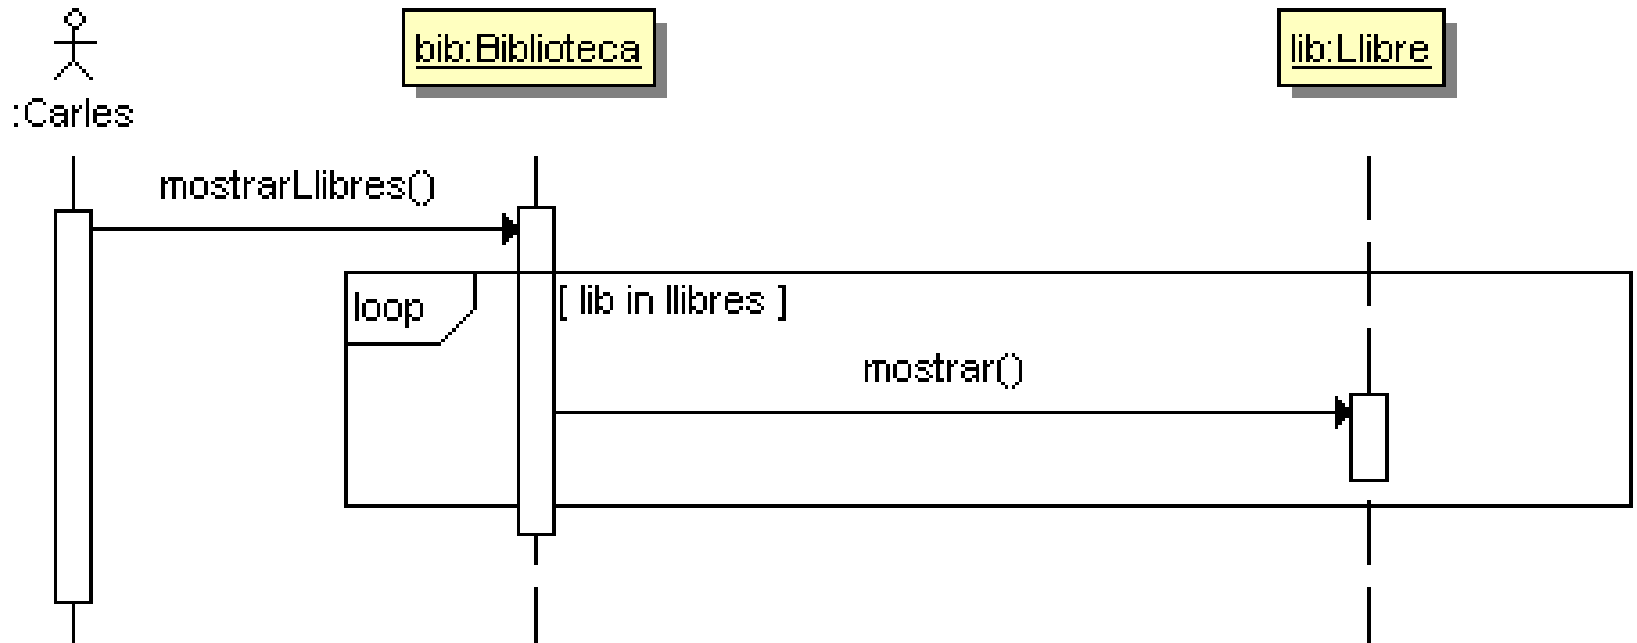 bib:Biblioteca
lib:Llibre
:Carles
mostrarLlibres()
loop
[ lib in llibres ]
mostrar()